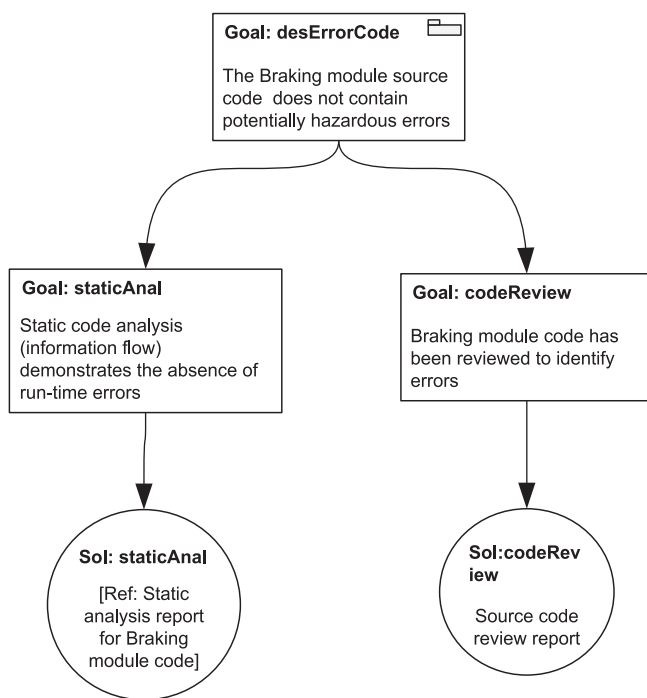 Goal: desErrorCode
The Braking module source
code does not contain
potentially hazardous errors
Goal: staticAnal
Static code analysis
(information flow)
demonstrates the absence of
run-time errors
Goal: codeReview
Braking module code has
been reviewed to identify
errors
Sol: staticAnal
[Ref: Static
analysis report
for Braking
module code]
Sol:codeRev
iew
Source code
review report